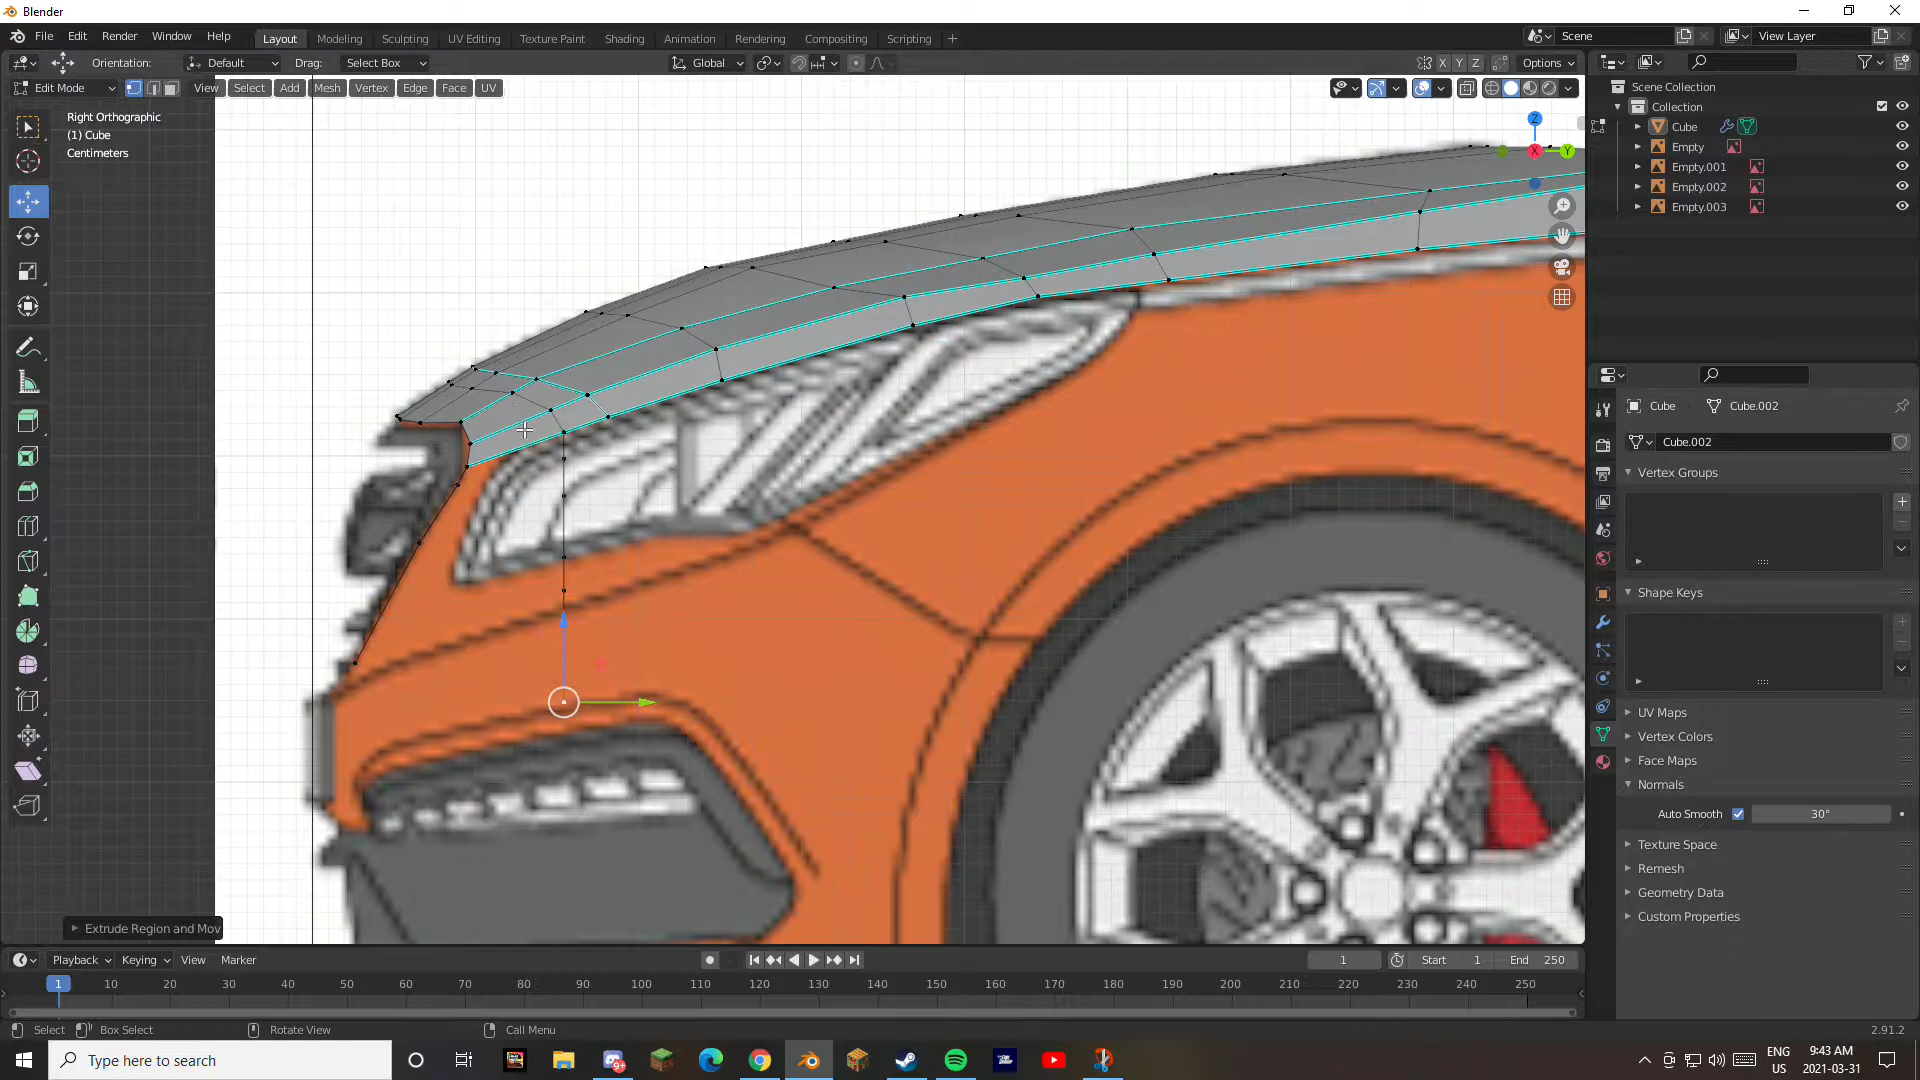 Blender
File Edit Render Window Help Layout Modeling Sculpting UV Editing Texture Paint Shading Animation Rendering Compositing Scripting + Scene View Layer
Orientation: Default Drag: Select Box Global X Y Z Options
Edit Mode View Select Add Mesh Vertex Edge Face UV
Right Orthographic
(1) Cube
Centimeters
Z
X
Y
Scene Collection
Collection
Cube
Empty
Empty.001
Empty.002
Empty.003
Cube Cube.002
Cube.002
Vertex Groups
Shape Keys
UV Maps
Vertex Colors
Face Maps
Normals
Auto Smooth 30°
Texture Space
Remesh
Geometry Data
Custom Properties
Extrude Region and Mov
Playback Keying View Marker 1 Start 1 End 250
1 10 20 30 40 50 60 70 80 90 100 110 120 130 140 150 160 170 180 190 200 210 220 230 240 250
Select Box Select Rotate View Call Menu 2.91.2
Type here to search
9+
ENG
US
9:43 AM
2021-03-31